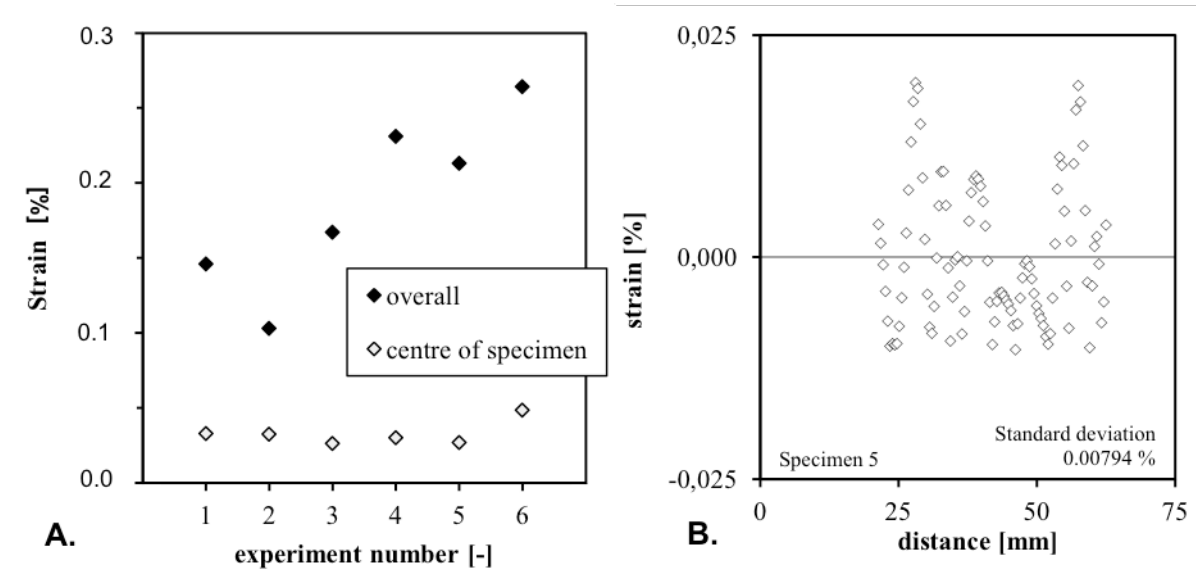 0.3
0.2
0.1
0.0
Strain [%]
1 2 3 4 5 6
experiment number [-]
overall
centre of specimen
A.
0,025
0,000
-0,025
strain [%]
0 25 50 75
distance [mm]
Specimen 5
Standard deviation
0.00794 %
B.